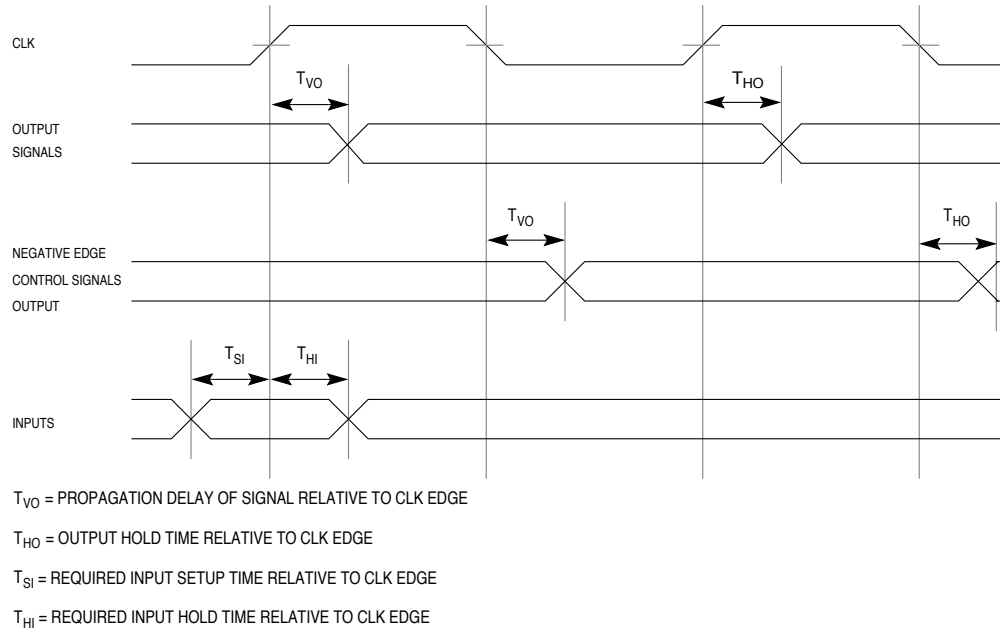 CLK
T_VO
T_HO
OUTPUT
SIGNALS
T_VO
T_HO
NEGATIVE EDGE
CONTROL SIGNALS
OUTPUT
T_SI
T_HI
INPUTS
T_VO = PROPAGATION DELAY OF SIGNAL RELATIVE TO CLK EDGE
T_HO = OUTPUT HOLD TIME RELATIVE TO CLK EDGE
T_SI = REQUIRED INPUT SETUP TIME RELATIVE TO CLK EDGE
T_HI = REQUIRED INPUT HOLD TIME RELATIVE TO CLK EDGE